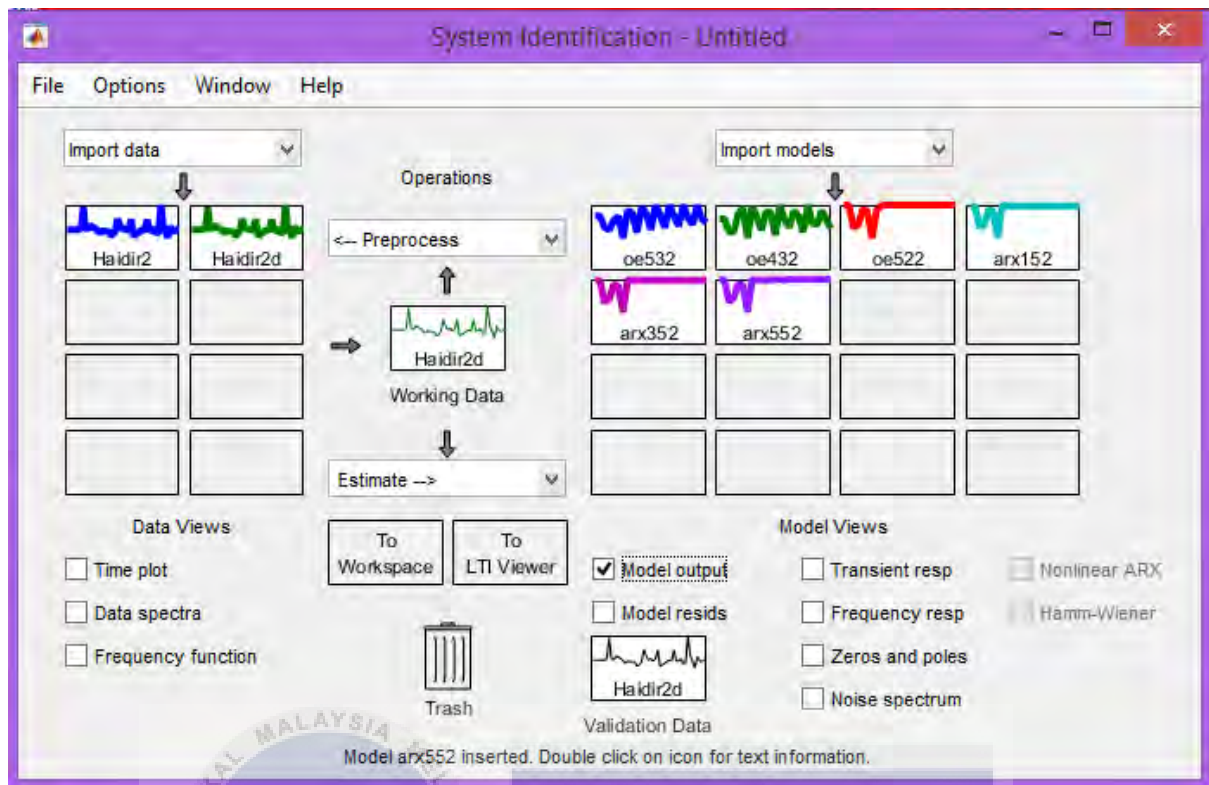 System Identification - Untitled
File Options Window Help
Import data
Operations
Import models
<-- Preprocess
Haidir2
Haidir2d
oe532
oe432
oe522
arx152
arx352
arx552
Haidir2d
Working Data
Estimate -->
Data Views
To Workspace
To LTI Viewer
Model Views
Time plot
Data spectra
Frequency function
Model output
Model resids
Transient resp
Frequency resp
Zeros and poles
Noise spectrum
Nonlinear ARX
Hamm-Wiener
Trash
Haidir2d
Validation Data
MALAYSIA
Model arx552 inserted. Double click on icon for text information.